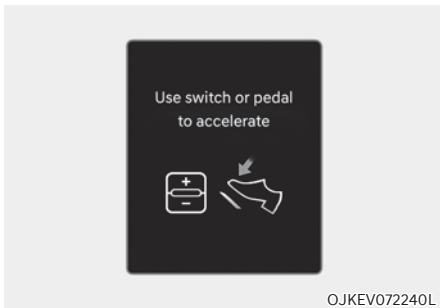 Use switch or pedal
to accelerate
+
-
OJKEV072240L